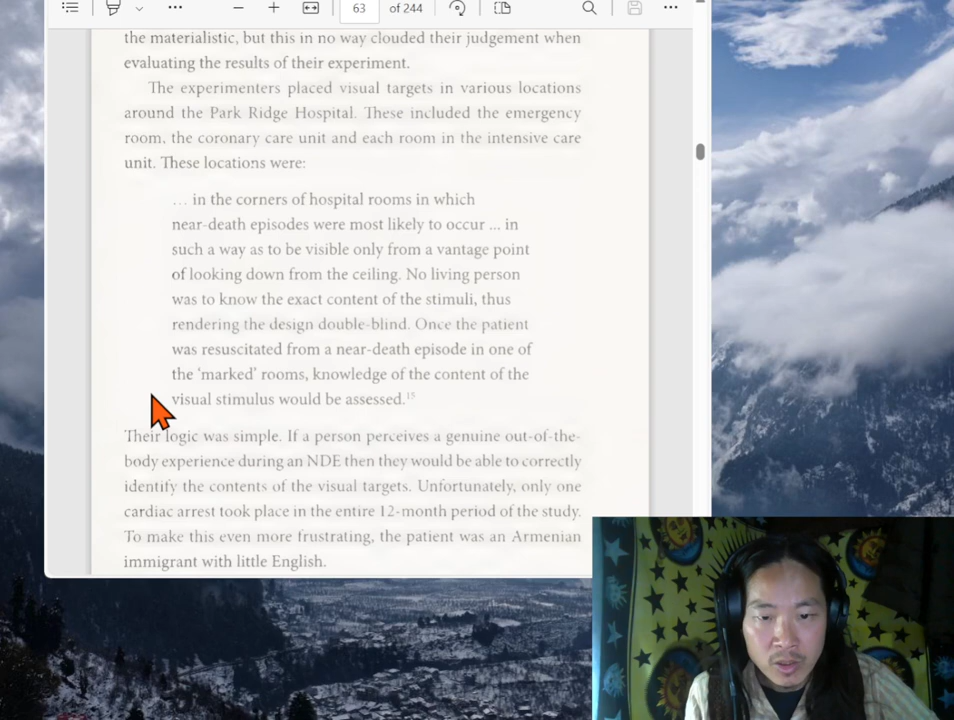 63 of 244
the materialistic, but this in no way clouded their judgement when
evaluating the results of their experiment.
The experimenters placed visual targets in various locations
around the Park Ridge Hospital. These included the emergency
room, the coronary care unit and each room in the intensive care
unit. These locations were:
… in the corners of hospital rooms in which
near-death episodes were most likely to occur ... in
such a way as to be visible only from a vantage point
of looking down from the ceiling. No living person
was to know the exact content of the stimuli, thus
rendering the design double-blind. Once the patient
was resuscitated from a near-death episode in one of
the 'marked' rooms, knowledge of the content of the
visual stimulus would be assessed.15
Their logic was simple. If a person perceives a genuine out-of-the-
body experience during an NDE then they would be able to correctly
identify the contents of the visual targets. Unfortunately, only one
cardiac arrest took place in the entire 12-month period of the study.
To make this even more frustrating, the patient was an Armenian
immigrant with little English.